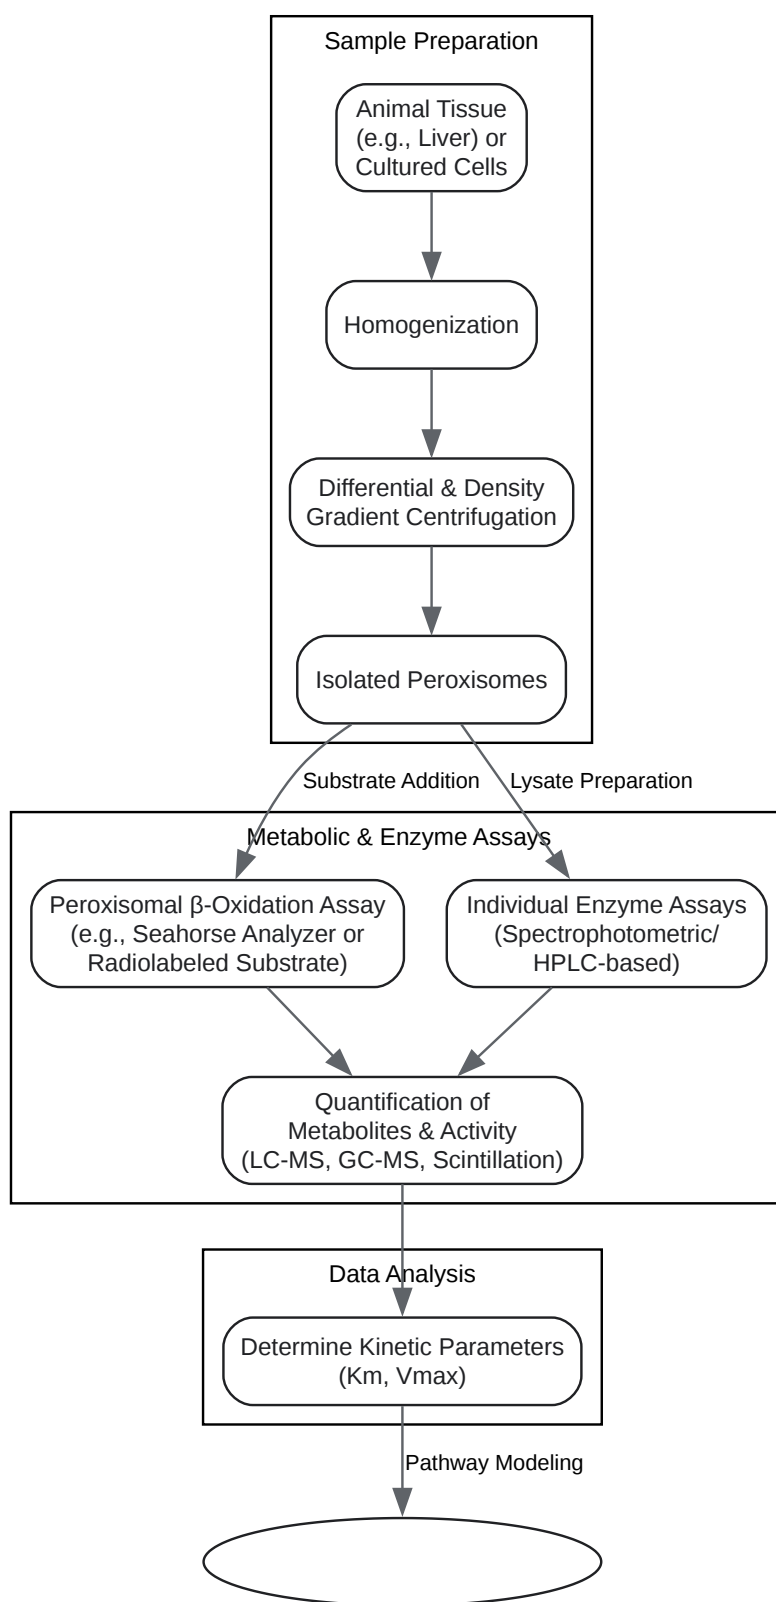 Sample Preparation
Animal Tissue
(e.g., Liver) or
Cultured Cells
Homogenization
Differential & Density
Gradient Centrifugation
Isolated Peroxisomes
Substrate Addition
Lysate Preparation
Metabolic & Enzyme Assays
Peroxisomal β-Oxidation Assay
(e.g., Seahorse Analyzer or
Radiolabeled Substrate)
Individual Enzyme Assays
(Spectrophotometric/
HPLC-based)
Quantification of
Metabolites & Activity
(LC-MS, GC-MS, Scintillation)
Data Analysis
Determine Kinetic Parameters
(Km, Vmax)
Pathway Modeling